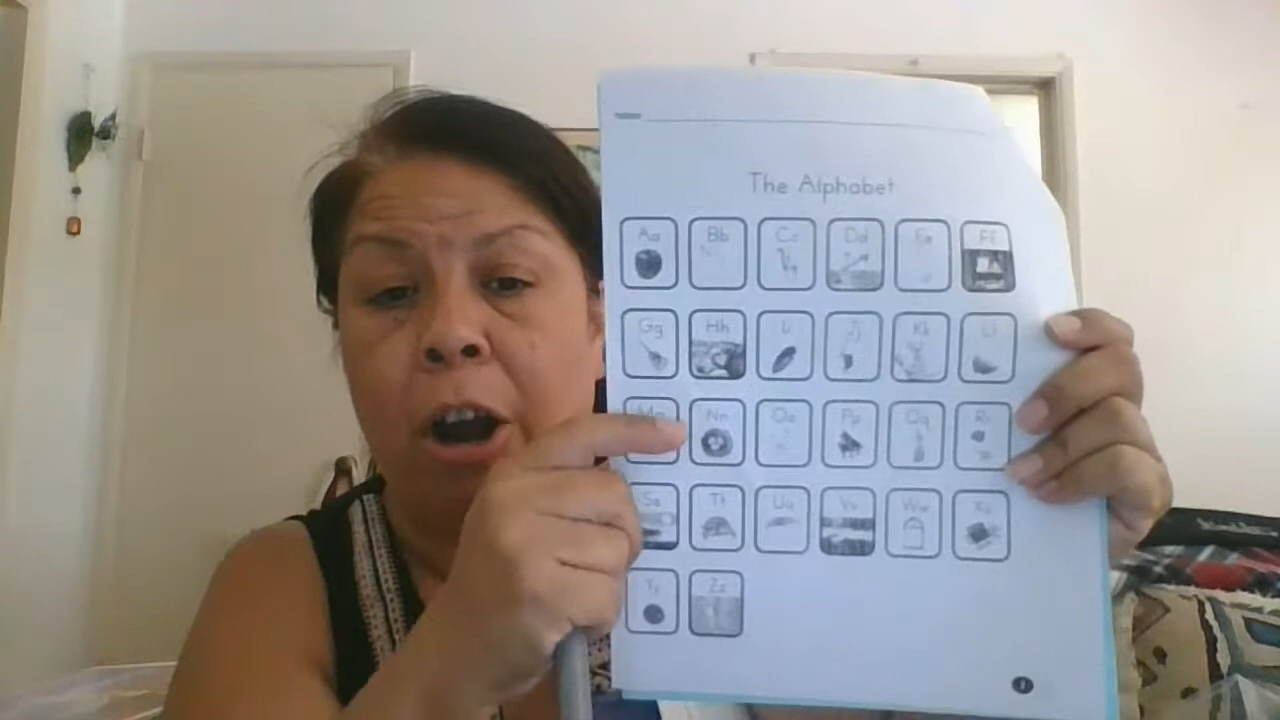 The Alphabet
Aa Bb Cc Dd Ee Ff
Gg Hh Ii Jj Kk Ll
Mm Nn Oo Pp Qq Rr
Ss Tt Uu Vv Ww Xx
Yy Zz